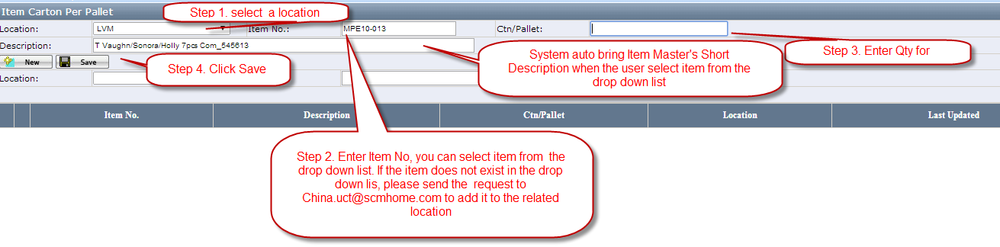 Item Carton Per Pallet
Step 1. select a location
Location: LVM Item No.: MPE10-013 Ctn/Pallet:
Description: T Vaughn/Sonora/Holly 7pcs Com_545613
Step 3. Enter Qty for
System auto bring Item Master's Short
Description when the user select item from the
drop down list
New Save
Step 4. Click Save
Location:
Item No. Description Ctn/Pallet Location Last Updated
Step 2. Enter Item No, you can select item from the
drop down list. If the item does not exist in the drop
down lis, please send the request to
China.uct@scmhome.com to add it to the related
location